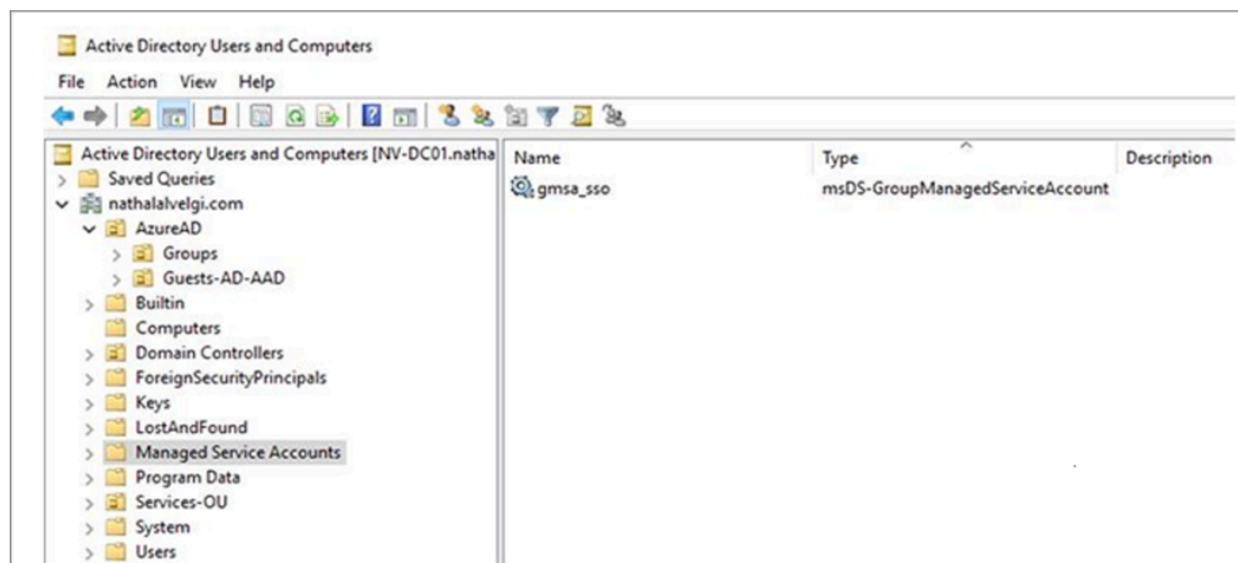 Active Directory Users and Computers
File Action View Help
Active Directory Users and Computers [NV-DC01.natha
Saved Queries
nathalalvelgi.com
AzureAD
Groups
Guests-AD-AAD
Builtin
Computers
Domain Controllers
ForeignSecurityPrincipals
Keys
LostAndFound
Managed Service Accounts
Program Data
Services-OU
System
Users
Name Type Description
gmsa_sso msDS-GroupManagedServiceAccount